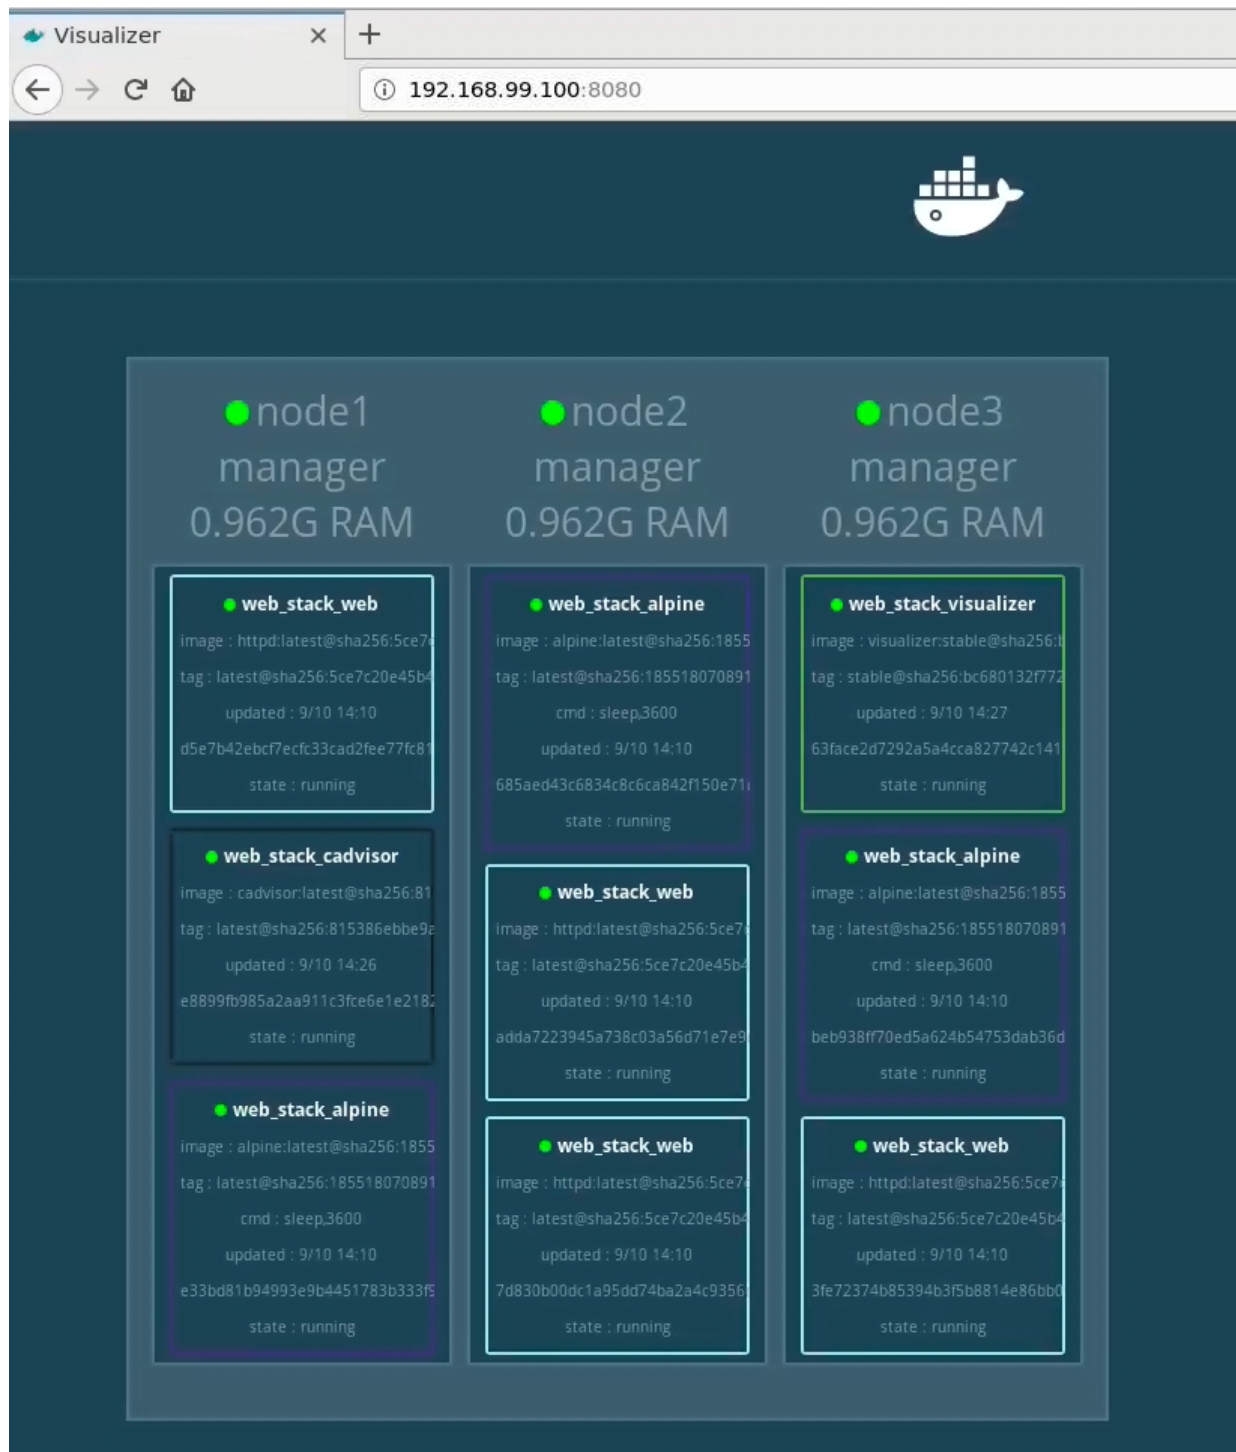 Visualizer
192.168.99.100:8080
node1
manager
0.962G RAM
web_stack_web
image : httpd:latest@sha256:5ce7
tag : latest@sha256:5ce7c20e45b4
updated : 9/10 14:10
d5e7b42ebcf7ecfc33cad2fee77fc81
state : running
web_stack_cadvisor
image : cadvisor:latest@sha256:81
tag : latest@sha256:815386ebbe9a
updated : 9/10 14:26
e8899fb985a2aa911c3fce6e1e2182
state : running
web_stack_alpine
image : alpine:latest@sha256:1855
tag : latest@sha256:185518070891
cmd : sleep,3600
updated : 9/10 14:10
e33bd81b94993e9b4451783b333f9
state : running
node2
manager
0.962G RAM
web_stack_alpine
image : alpine:latest@sha256:1855
tag : latest@sha256:185518070891
cmd : sleep,3600
updated : 9/10 14:10
685aed43c6834c8c6ca842f150e71
state : running
web_stack_web
image : httpd:latest@sha256:5ce7
tag : latest@sha256:5ce7c20e45b4
updated : 9/10 14:10
adda7223945a738c03a56d71e7e9
state : running
web_stack_web
image : httpd:latest@sha256:5ce7
tag : latest@sha256:5ce7c20e45b4
updated : 9/10 14:10
7d830b00dc1a95dd74ba2a4c9356
state : running
node3
manager
0.962G RAM
web_stack_visualizer
image : visualizer:stable@sha256:b
tag : stable@sha256:bc680132f772
updated : 9/10 14:27
63face2d7292a5a4cca827742c141
state : running
web_stack_alpine
image : alpine:latest@sha256:1855
tag : latest@sha256:185518070891
cmd : sleep,3600
updated : 9/10 14:10
beb938ff70ed5a624b54753dab36d
state : running
web_stack_web
image : httpd:latest@sha256:5ce7
tag : latest@sha256:5ce7c20e45b4
updated : 9/10 14:10
3fe72374b85394b3f5b8814e86bb0
state : running